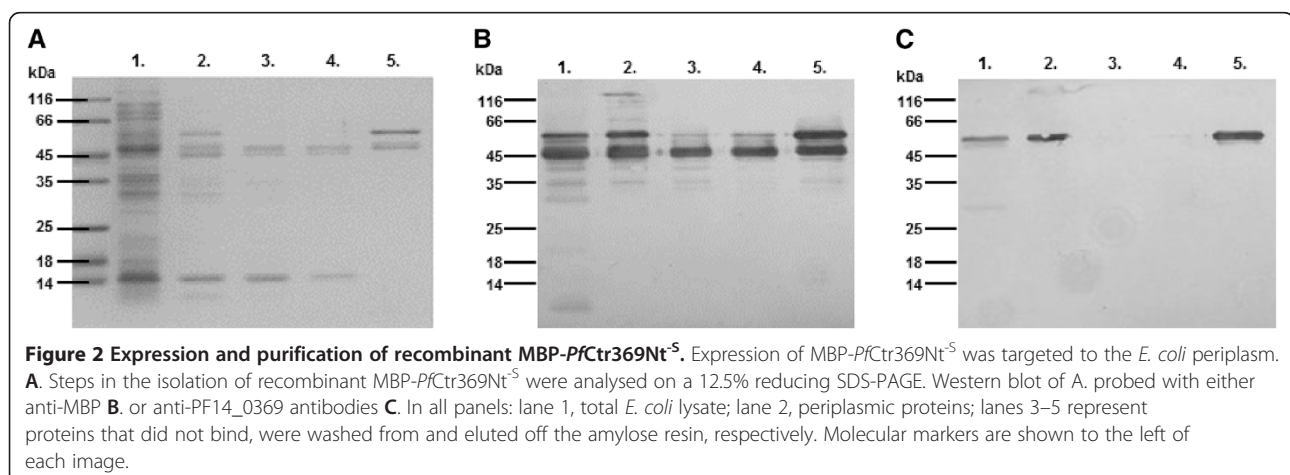 A
B
C
1. 2. 3. 4. 5.
1. 2. 3. 4. 5.
1. 2. 3. 4. 5.
kDa
116
66
45
35
25
18
14
kDa
116
66
45
35
25
18
14
kDa
116
66
45
35
25
18
14
Figure 2 Expression and purification of recombinant MBP-PfCtr369Nt-S. Expression of MBP-PfCtr369Nt-S was targeted to the E. coli periplasm.
A. Steps in the isolation of recombinant MBP-PfCtr369Nt-S were analysed on a 12.5% reducing SDS-PAGE. Western blot of A. probed with either
anti-MBP B. or anti-PF14_0369 antibodies C. In all panels: lane 1, total E. coli lysate; lane 2, periplasmic proteins; lanes 3–5 represent
proteins that did not bind, were washed from and eluted off the amylose resin, respectively. Molecular markers are shown to the left of
each image.